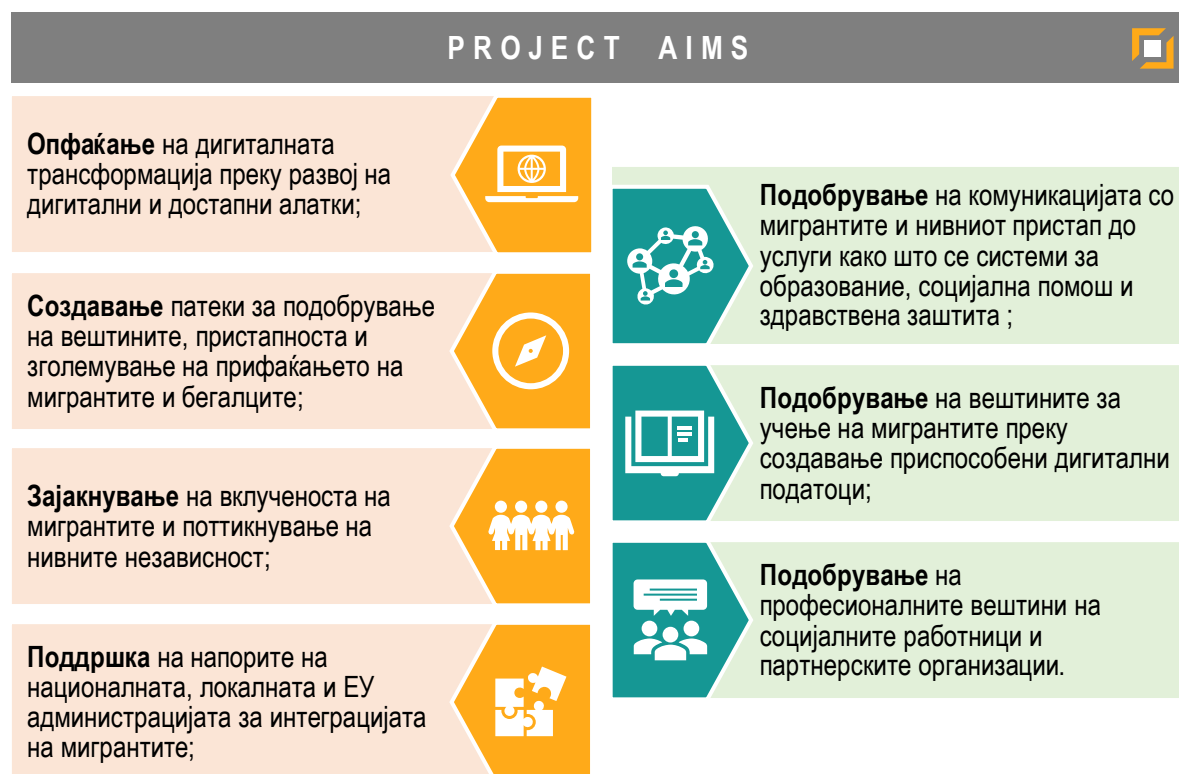 PROJECT AIMS
Опфаќање на дигиталната
трансформација преку развој на
дигитални и достапни алатки;
Создавање патеки за подобрување
на вештините, пристапноста и
зголемување на прифаќањето на
мигрантите и бегалците;
Зајакнување на вклученоста на
мигрантите и поттикнување на
нивните независност;
Поддршка на напорите на
националната, локалната и ЕУ
администрацијата за интеграцијата
на мигрантите;
Подобрување на комуникацијата со
мигрантите и нивниот пристап до
услуги како што се системи за
образование, социјална помош и
здравствена заштита ;
Подобрување на вештините за
учење на мигрантите преку
создавање приспособени дигитални
податоци;
Подобрување на
професионалните вештини на
социјалните работници и
партнерските организации.